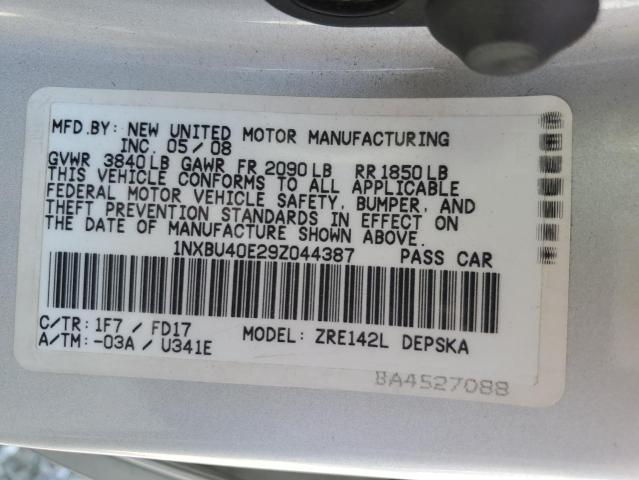 MFD.BY: NEW UNITED MOTOR MANUFACTURING
INC. 05/08
GVWR 3840LB GAWR FR 2090LB RR1850LB
THIS VEHICLE CONFORMS TO ALL APPLICABLE
FEDERAL MOTOR VEHICLE SAFETY, BUMPER, AND
THEFT PREVENTION STANDARDS IN EFFECT ON
THE DATE OF MANUFACTURE SHOWN ABOVE.
1NXBU40E29Z044387 PASS CAR
C/TR: 1F7 / FD17 MODEL: ZRE142L DEPSKA
A/TM: -03A / U341E
BA4527088